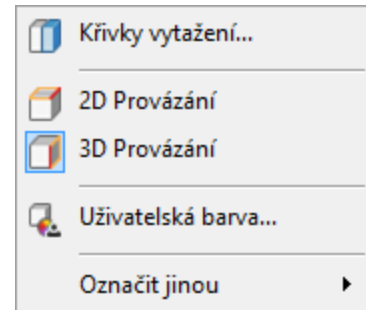 Křivky vytažení...
2D Provázání
3D Provázání
Uživatelská barva...
Označit jinou